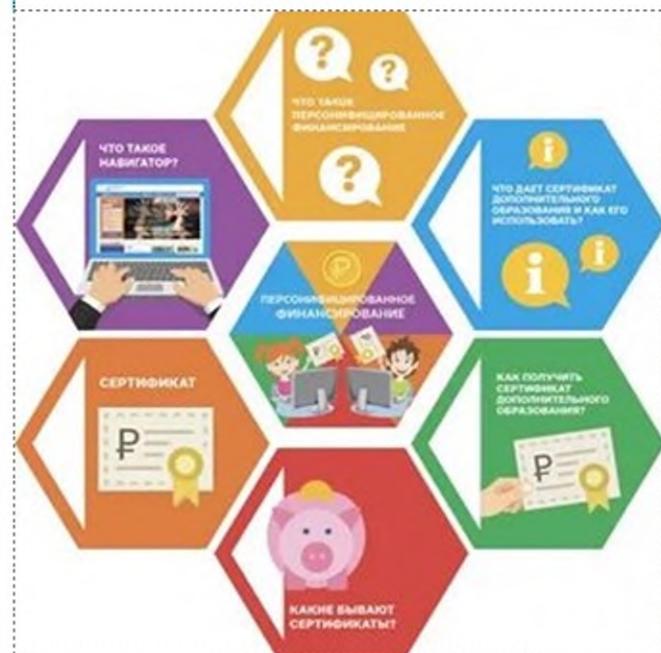 ЧТО ТАКОЕ
ПЕРСОНИФИЦИРОВАННОЕ
ФИНАНСИРОВАНИЕ
ЧТО ТАКОЕ
НАВИГАТОР?
ЧТО ДАЕТ СЕРТИФИКАТ
ДОПОЛНИТЕЛЬНОГО
ОБРАЗОВАНИЯ И КАК ЕГО
ИСПОЛЬЗОВАТЬ?
ПЕРСОНИФИЦИРОВАННОЕ
ФИНАНСИРОВАНИЕ
СЕРТИФИКАТ
КАК ПОЛУЧИТЬ
СЕРТИФИКАТ
ДОПОЛНИТЕЛЬНОГО
ОБРАЗОВАНИЯ?
КАКИЕ БЫВАЮТ
СЕРТИФИКАТЫ?